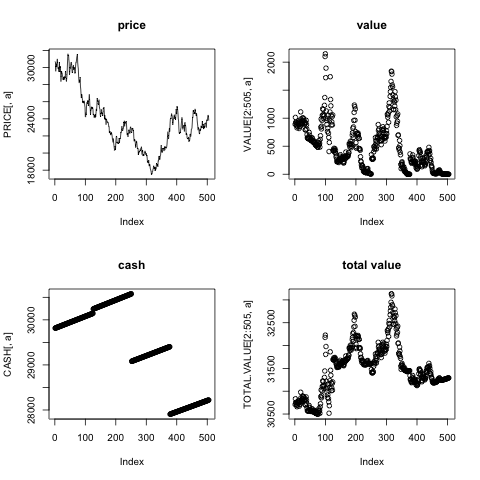 price
PRICE[, a]
18000 24000 30000
0 100 200 300 400 500
Index
value
VALUE[2:505, a]
0 500 1000 2000
0 100 200 300 400 500
Index
cash
CASH[, a]
28000 29000 30000
0 100 200 300 400 500
Index
total value
TOTAL.VALUE[2:505, a]
30500 31500 32500
0 100 200 300 400 500
Index